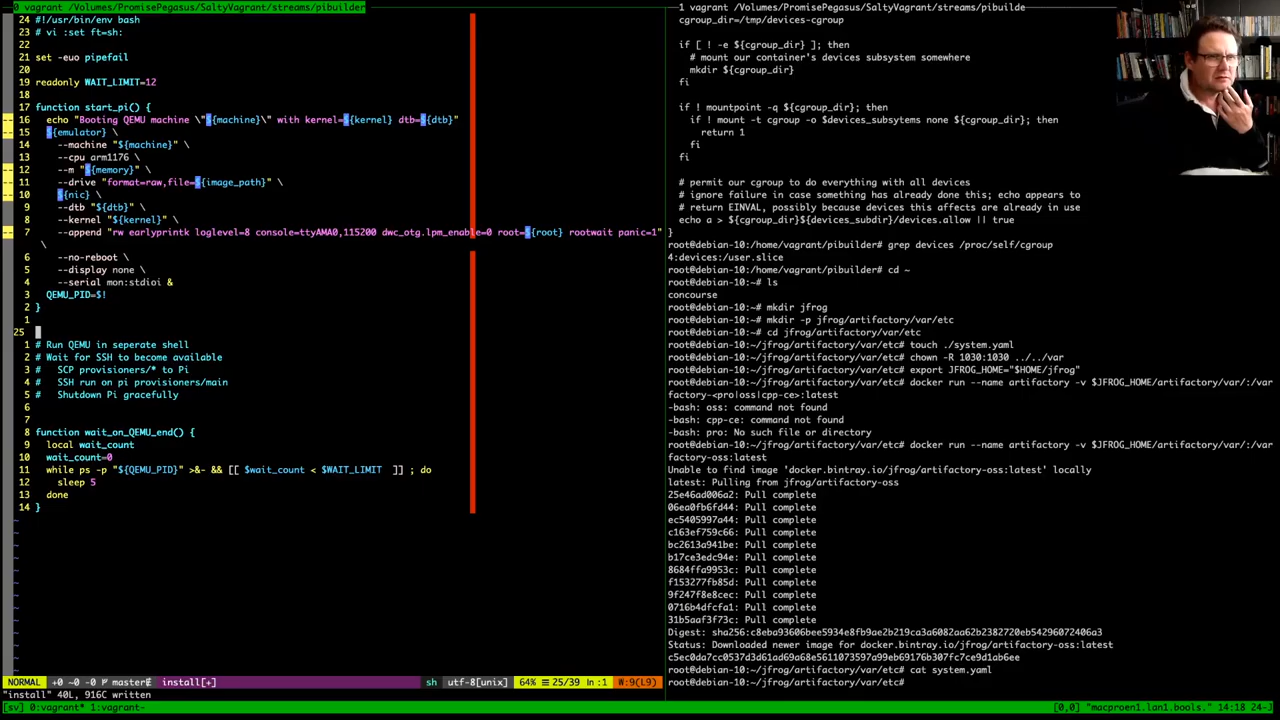 0 vagrant /Volumes/PromisePegasus/SaltyVagrant/streams/pibuilder
24 #!/usr/bin/env bash
23 # vi :set ft=sh:
22
21 set -euo pipefail
20
19 readonly WAIT_LIMIT=12
18
17 function start_pi() {
16   echo "Booting QEMU machine \"${machine}\" with kernel=${kernel} dtb=${dtb}"
15   ${emulator} \
14     --machine "${machine}" \
13     --cpu arm1176 \
12     --m "${memory}" \
11     --drive "format=raw,file=${image_path}" \
10     ${nic} \
9     --dtb "${dtb}" \
8     --kernel "${kernel}" \
7     --append "rw earlyprintk loglevel=8 console=ttyAMA0,115200 dwc_otg.lpm_enable=0 root=${root} rootwait panic=1"
\
6     --no-reboot \
5     --display none \
4     --serial mon:stdioi &
3   QEMU_PID=$!
2 }
1
25
1 # Run QEMU in seperate shell
2 # Wait for SSH to become available
3 #   SCP provisioners/* to Pi
4 #   SSH run on pi provisioners/main
5 #   Shutdown Pi gracefully
6
7
8 function wait_on_QEMU_end() {
9   local wait_count
10   wait_count=0
11   while ps -p "${QEMU_PID}" >&- && [[ $wait_count < $WAIT_LIMIT  ]] ; do
12     sleep 5
13   done
14 }
~
~
~
~
~
~
~
~
~
~
~
~
~
NORMAL +0 ~0 -0 master install[+] sh utf-8[unix] 64% 25/39 ln:1 W:9(L9)
"install" 40L, 916C written
1 vagrant /Volumes/PromisePegasus/SaltyVagrant/streams/pibuilde
cgroup_dir=/tmp/devices-cgroup
if [ ! -e ${cgroup_dir} ]; then
# mount our container's devices subsystem somewhere
mkdir ${cgroup_dir}
fi
if ! mountpoint -q ${cgroup_dir}; then
if ! mount -t cgroup -o $devices_subsytems none ${cgroup_dir}; then
return 1
fi
fi
# permit our cgroup to do everything with all devices
# ignore failure in case something has already done this; echo appears to
# return EINVAL, possibly because devices this affects are already in use
echo a > ${cgroup_dir}${devices_subdir}/devices.allow || true
}
root@debian-10:/home/vagrant/pibuilder# grep devices /proc/self/cgroup
4:devices:/user.slice
root@debian-10:/home/vagrant/pibuilder# cd ~
root@debian-10:~# ls
concourse
root@debian-10:~# mkdir jfrog
root@debian-10:~# mkdir -p jfrog/artifactory/var/etc
root@debian-10:~# cd jfrog/artifactory/var/etc
root@debian-10:~/jfrog/artifactory/var/etc# touch ./system.yaml
root@debian-10:~/jfrog/artifactory/var/etc# chown -R 1030:1030 ../../var
root@debian-10:~/jfrog/artifactory/var/etc# export JFROG_HOME="$HOME/jfrog"
root@debian-10:~/jfrog/artifactory/var/etc# docker run --name artifactory -v $JFROG_HOME/artifactory/var/:/var
factory-<pro|oss|cpp-ce>:latest
-bash: oss: command not found
-bash: cpp-ce: command not found
-bash: pro: No such file or directory
root@debian-10:~/jfrog/artifactory/var/etc# docker run --name artifactory -v $JFROG_HOME/artifactory/var/:/var
factory-oss:latest
Unable to find image 'docker.bintray.io/jfrog/artifactory-oss:latest' locally
latest: Pulling from jfrog/artifactory-oss
25e46ad006a2: Pull complete
06ea0fb6fd44: Pull complete
ec5405997a44: Pull complete
c163ef759c66: Pull complete
bc2613a941be: Pull complete
b17ce3edc94e: Pull complete
8684ffa9953c: Pull complete
f153277fb85d: Pull complete
9f247f8e8cec: Pull complete
0716b4dfcfa1: Pull complete
31b5aaf3f73c: Pull complete
Digest: sha256:c8eba93606bee5934e8fb9ae2b219ca3a6082aa62b2382720eb54296072406a3
Status: Downloaded newer image for docker.bintray.io/jfrog/artifactory-oss:latest
c5ec0da7cc0537d3d61ad69a68e5611073597a99eb69176b307fc7ce9d1ab6ee
root@debian-10:~/jfrog/artifactory/var/etc# cat system.yaml
root@debian-10:~/jfrog/artifactory/var/etc#
[sv] 0:vagrant* 1:vagrant- [0,0] "macproen1.lan1.bools." 14:18 24-J